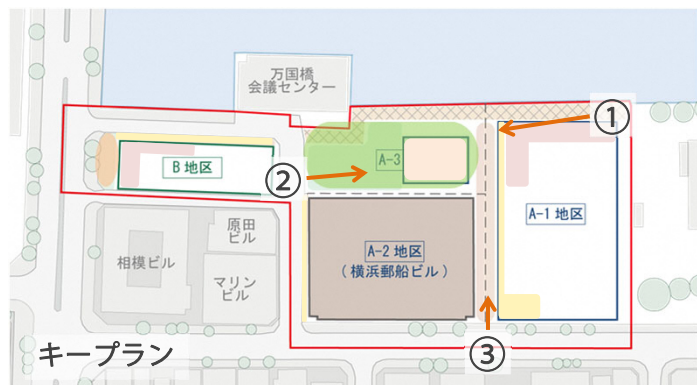 万国橋
会議センター
①
B 地区
②
A-3
A-1 地区
原田
ビル
相模ビル
マリン
ビル
A-2 地区
(横浜郵船ビル)
③
キープラン